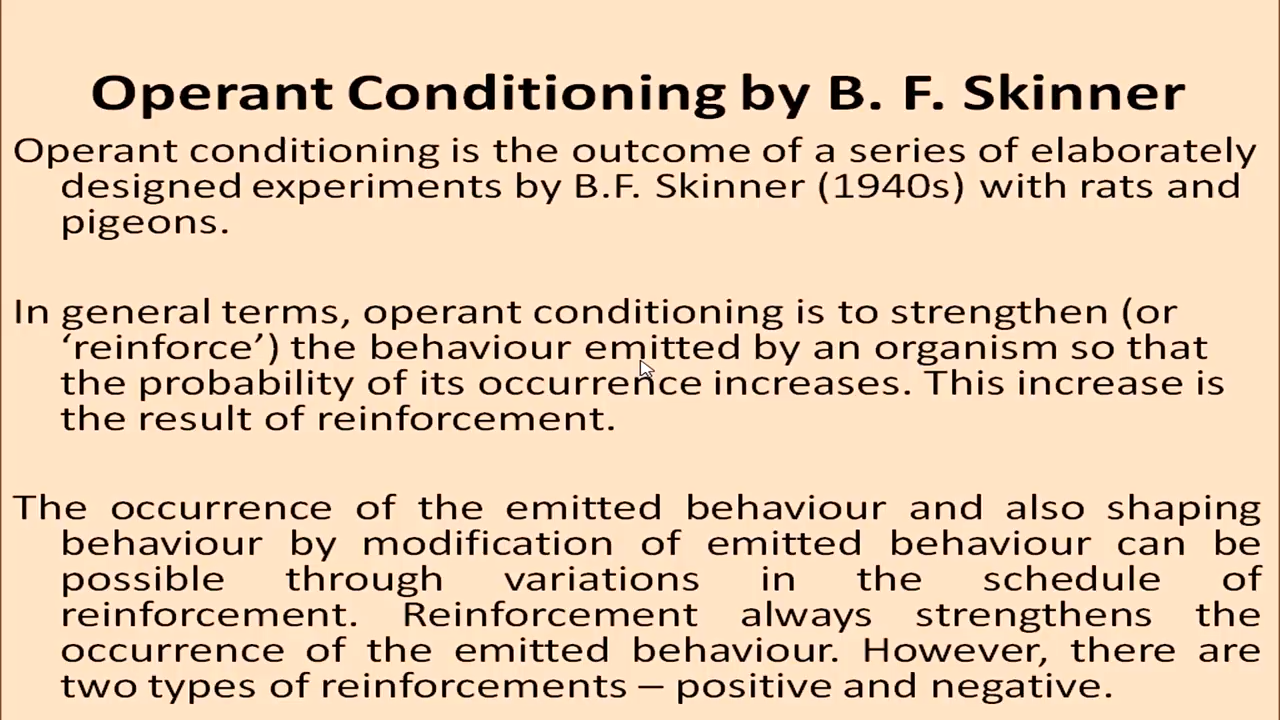 Operant Conditioning by B. F. Skinner
Operant conditioning is the outcome of a series of elaborately
designed experiments by B.F. Skinner (1940s) with rats and
pigeons.
In general terms, operant conditioning is to strengthen (or
‘reinforce’) the behaviour emitted by an organism so that
the probability of its occurrence increases. This increase is
the result of reinforcement.
The occurrence of the emitted behaviour and also shaping
behaviour by modification of emitted behaviour can be
possible through variations in the schedule of
reinforcement. Reinforcement always strengthens the
occurrence of the emitted behaviour. However, there are
two types of reinforcements – positive and negative.